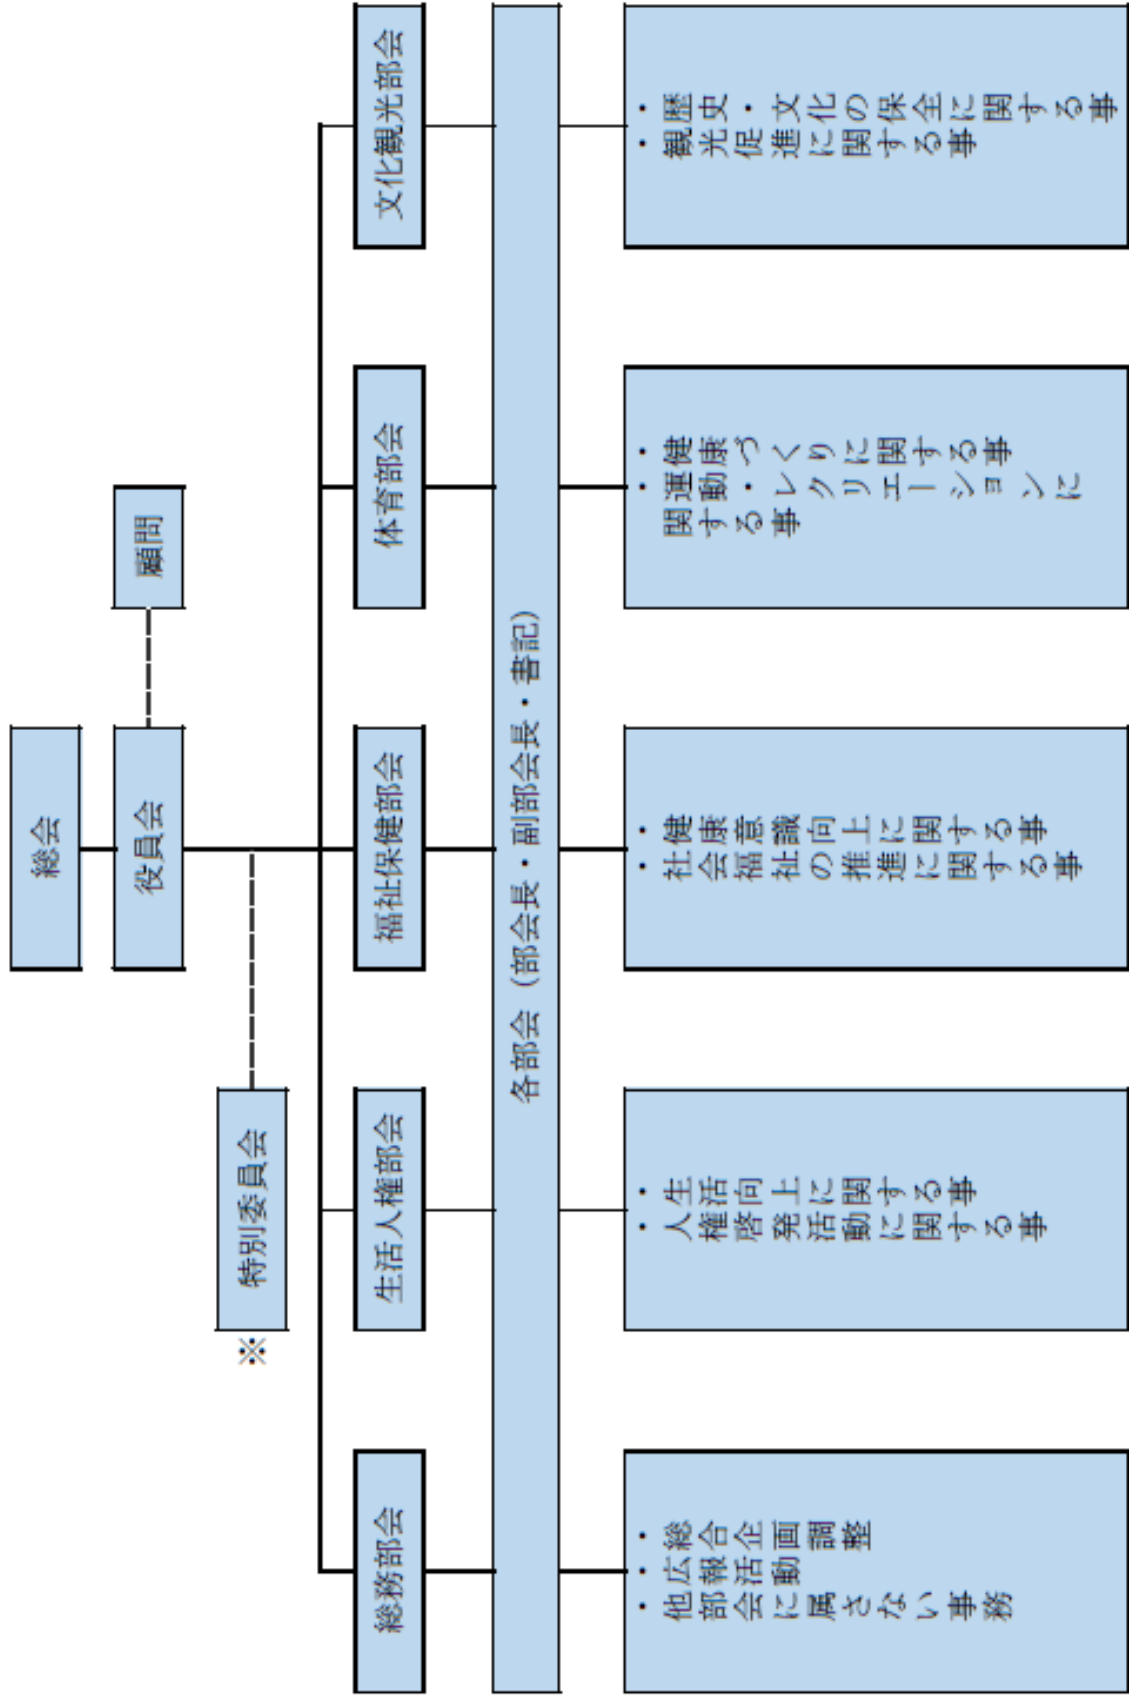 総会
役員会
顧問
※
特別委員会
総務部会
生活人権部会
福祉保健部会
体育部会
文化観光部会
各部会（部会長・副部会長・書記）
・総合企画調整
・広報活動
・他部会に属さない事務
・生活向上に関する事
・人権啓発活動に関する事
・健康意識向上に関する事
・社会福祉の推進に関する事
・健康づくりに関する事
・運動・レクリエーションに
関する事
・歴史・文化の保全に関する事
・観光促進に関する事